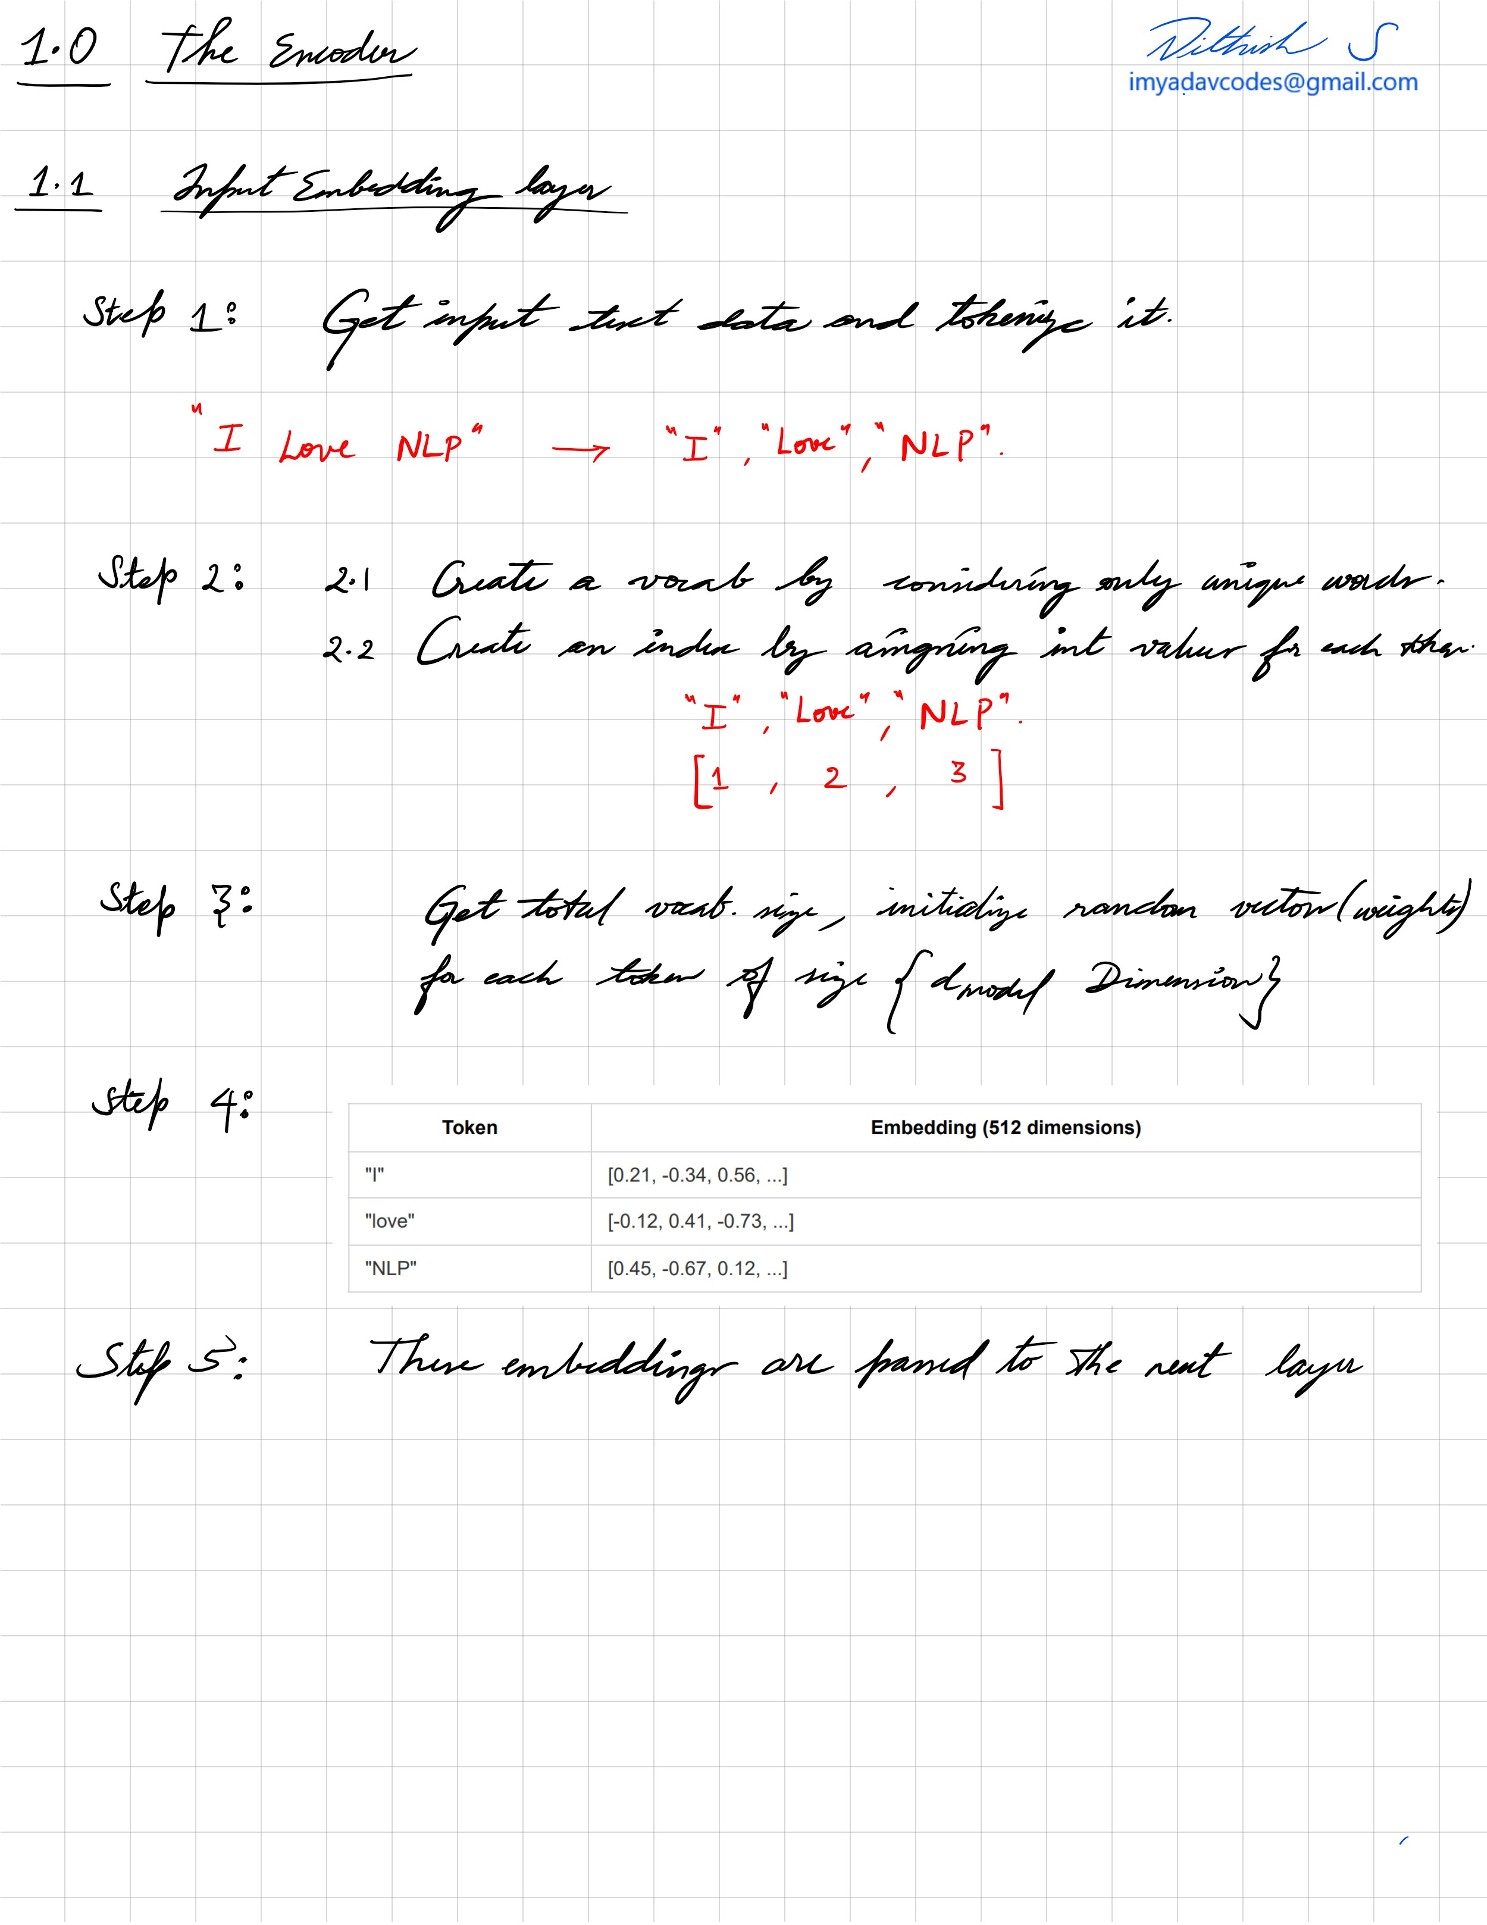 1.0 The Encoder
Dithish S
imyadavcodes@gmail.com
1.1 Input Embedding layer
Step 1: Get input text data and tokenize it.
"I Love NLP" → "I", "Love", "NLP".
Step 2: 2.1 Create a vocab by considering only unique words.
2.2 Create an index by assigning int values for each
"I", "Love", "NLP".
[1 , 2 , 3]
Step 3: Get total vocab. size, initialize random vectors (weights)
for each token of size {d model Dimension}
Step 4:
Token Embedding (512 dimensions)
"I" [0.21, -0.34, 0.56, ...]
"love" [-0.12, 0.41, -0.73, ...]
"NLP" [0.45, -0.67, 0.12, ...]
Step 5: These embeddings are passed to the next layer